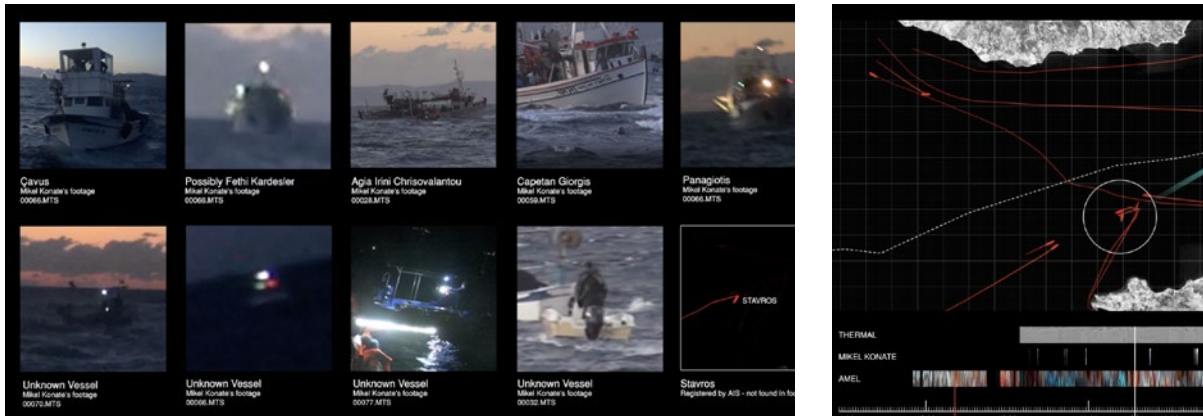 Çavus
Mikel Konate's footage
00066.MTS
Possibly Fethi Kardesler
Mikel Konate's footage
00066.MTS
Agia Irini Chrisovalantou
Mikel Konate's footage
00028.MTS
Capetan Giorgis
Mikel Konate's footage
00059.MTS
Panagiotis
Mikel Konate's footage
00066.MTS
Unknown Vessel
Mikel Konate's footage
00070.MTS
Unknown Vessel
Mikel Konate's footage
00066.MTS
Unknown Vessel
Mikel Konate's footage
00077.MTS
Unknown Vessel
Mikel Konate's footage
00032.MTS
STAVROS
Stavros
Registered by AIS - not found in foo
THERMAL
MIKEL KONATE
AMEL